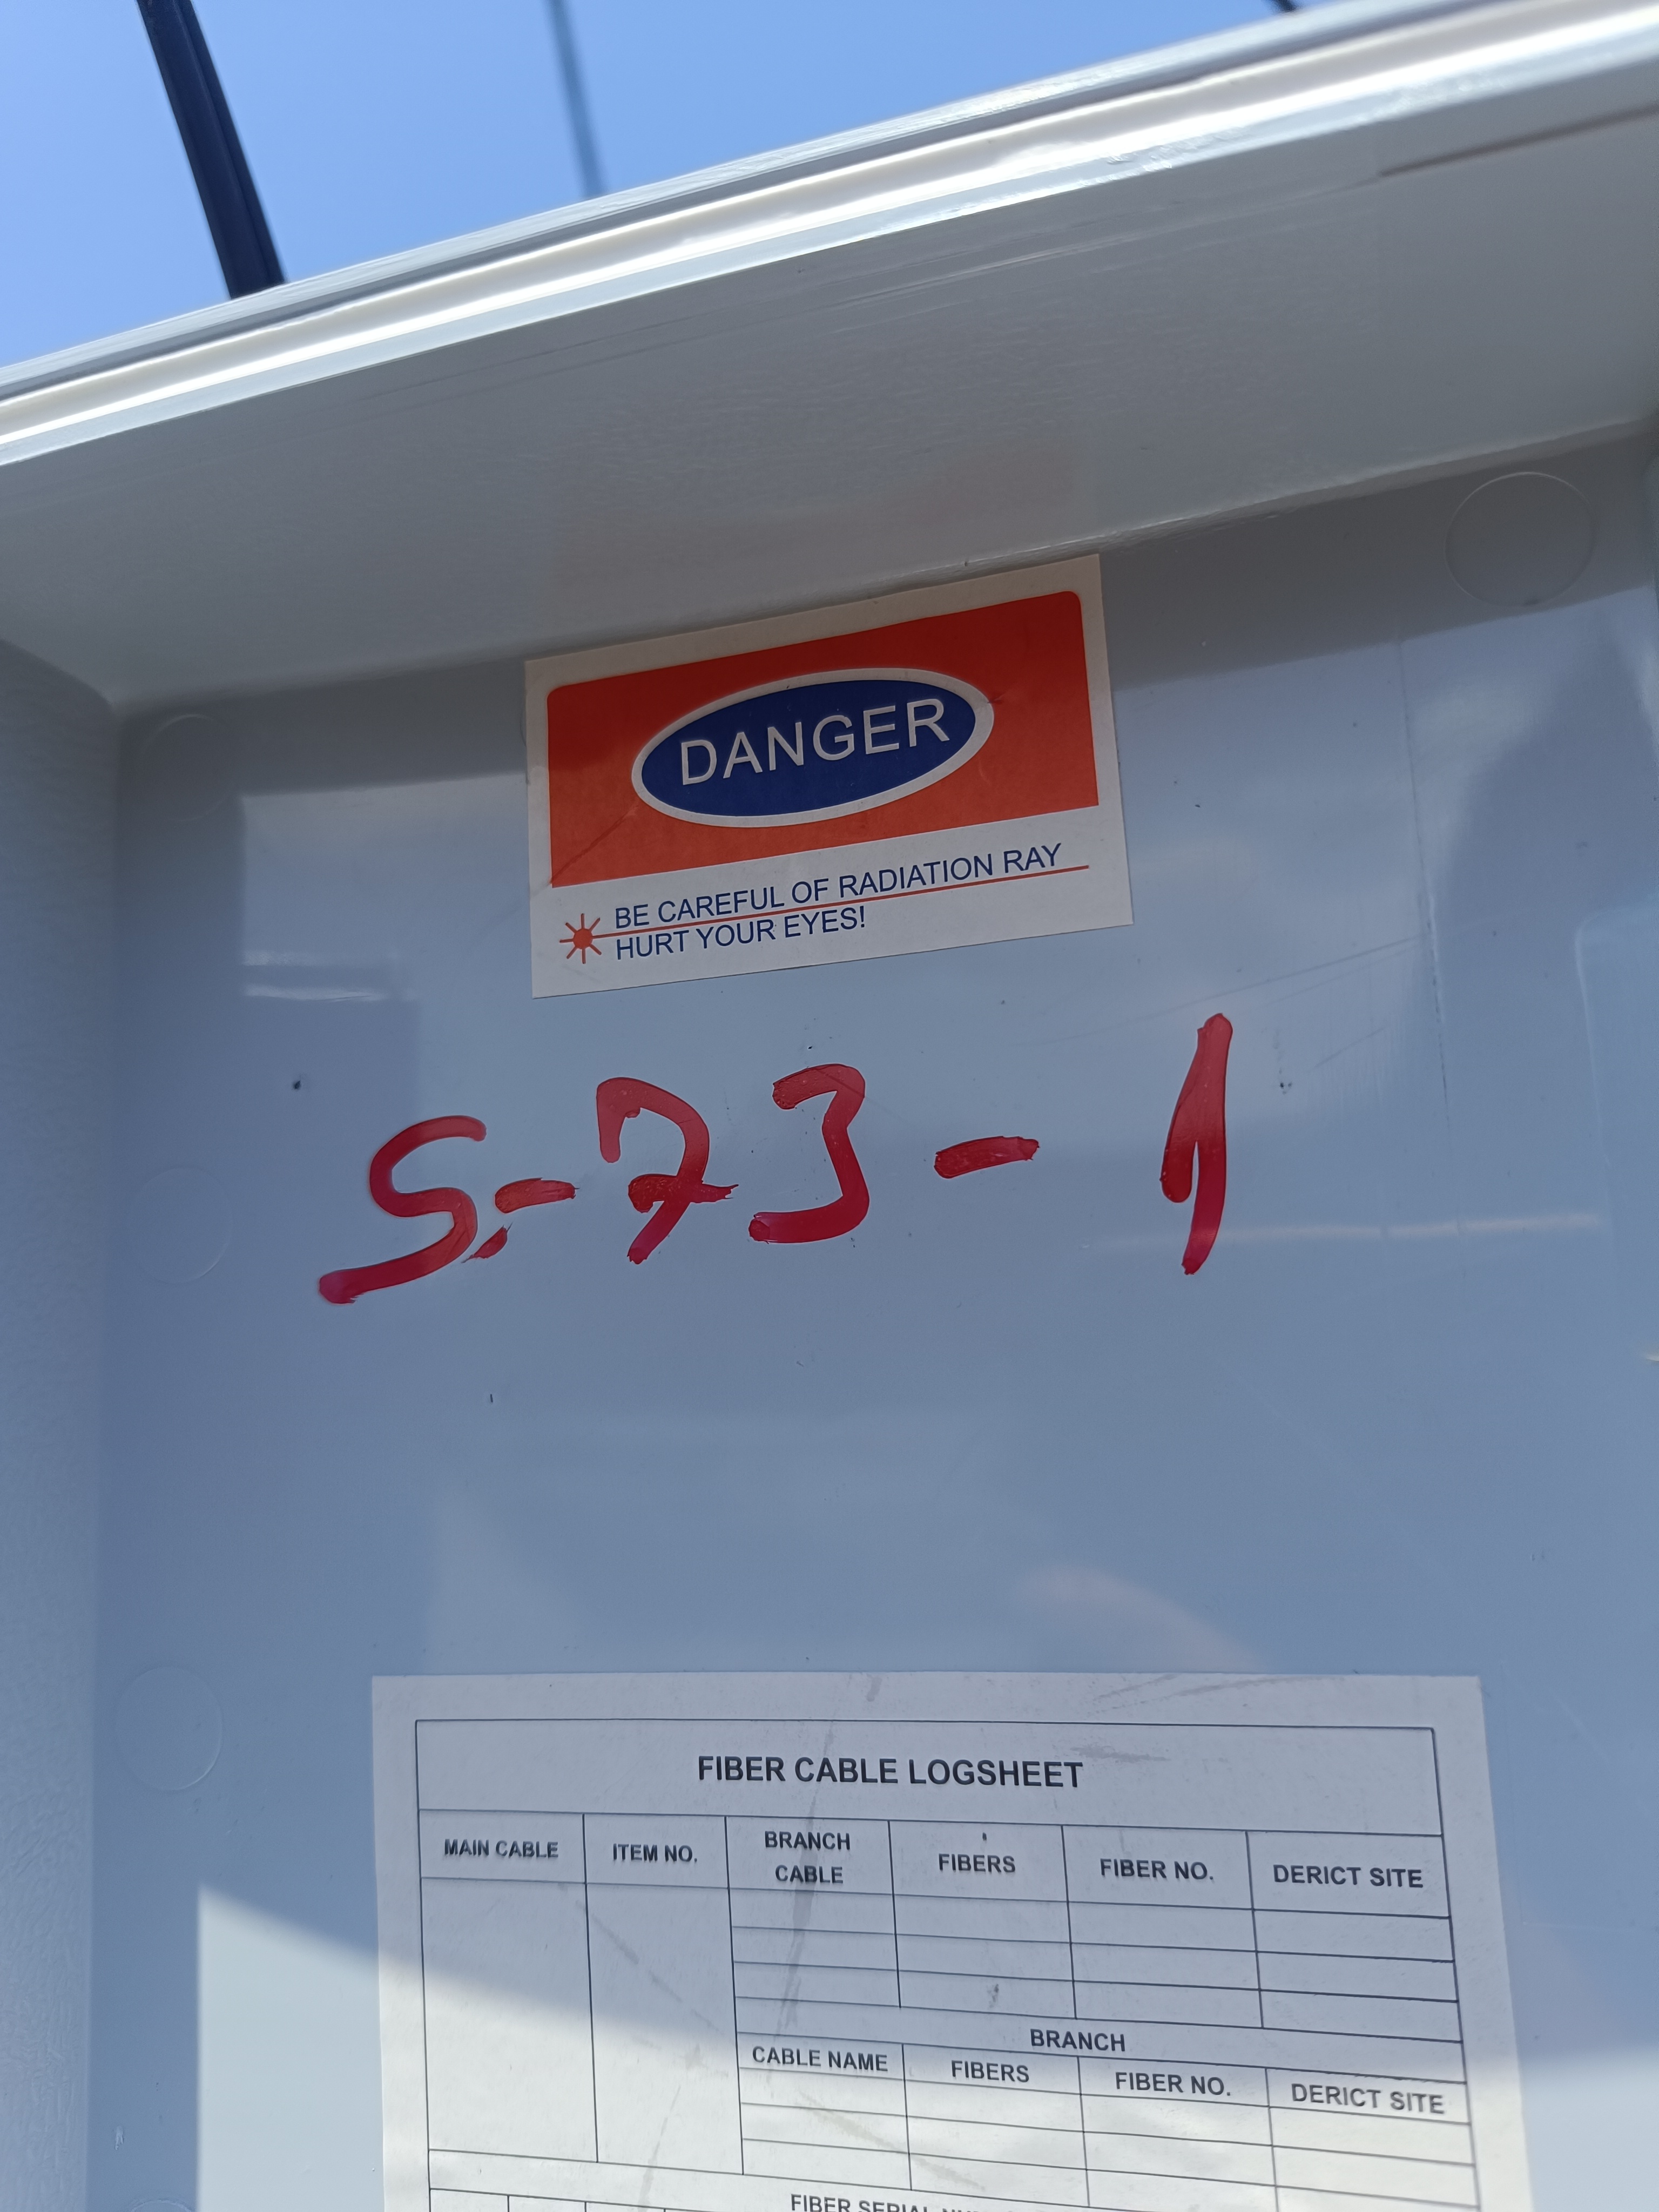 DANGER
BE CAREFUL OF RADIATION RAY
HURT YOUR EYES!
S-73-1
FIBER CABLE LOGSHEET
MAIN CABLE ITEM NO. BRANCH CABLE FIBERS FIBER NO. DERICT SITE
BRANCH
CABLE NAME FIBERS FIBER NO. DERICT SITE
FIBER